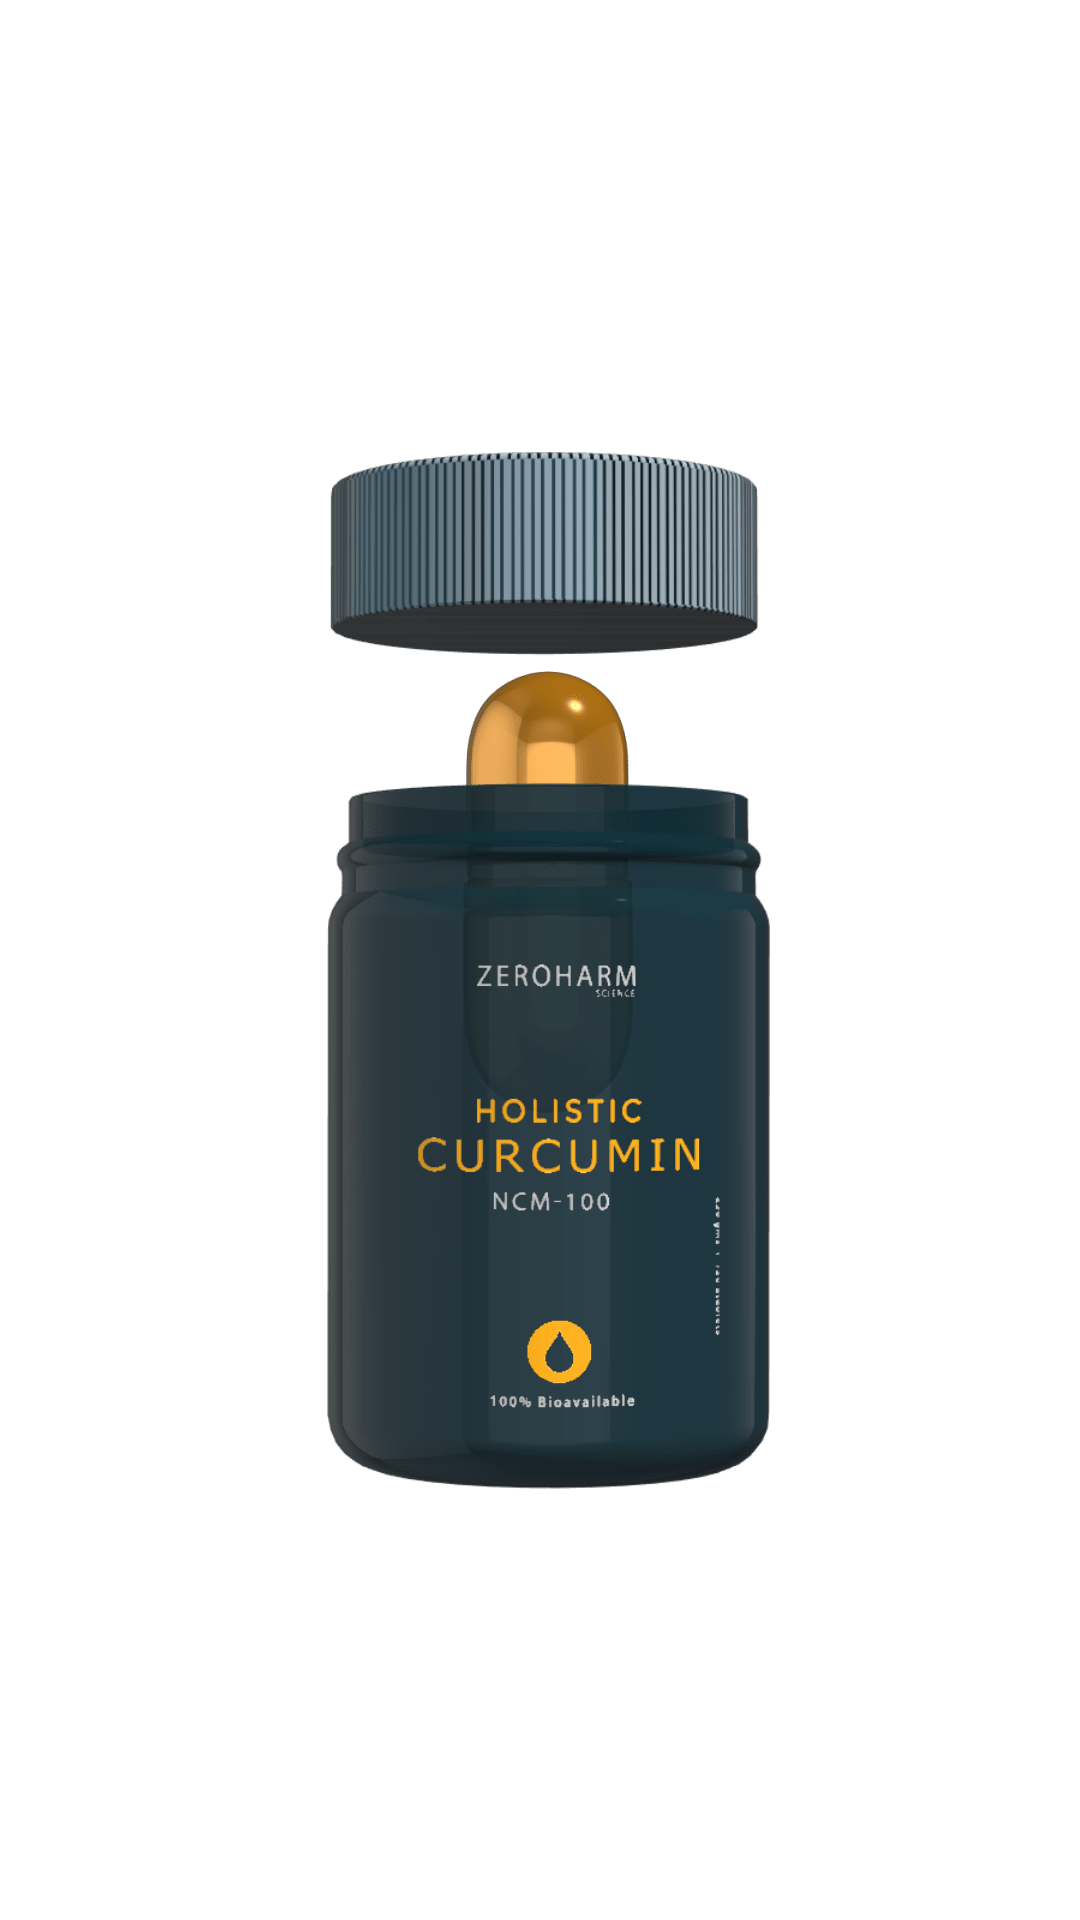 ZEROHARM
SCIENCE
HOLISTIC
CURCUMIN
NCM-100
100% Bioavailable